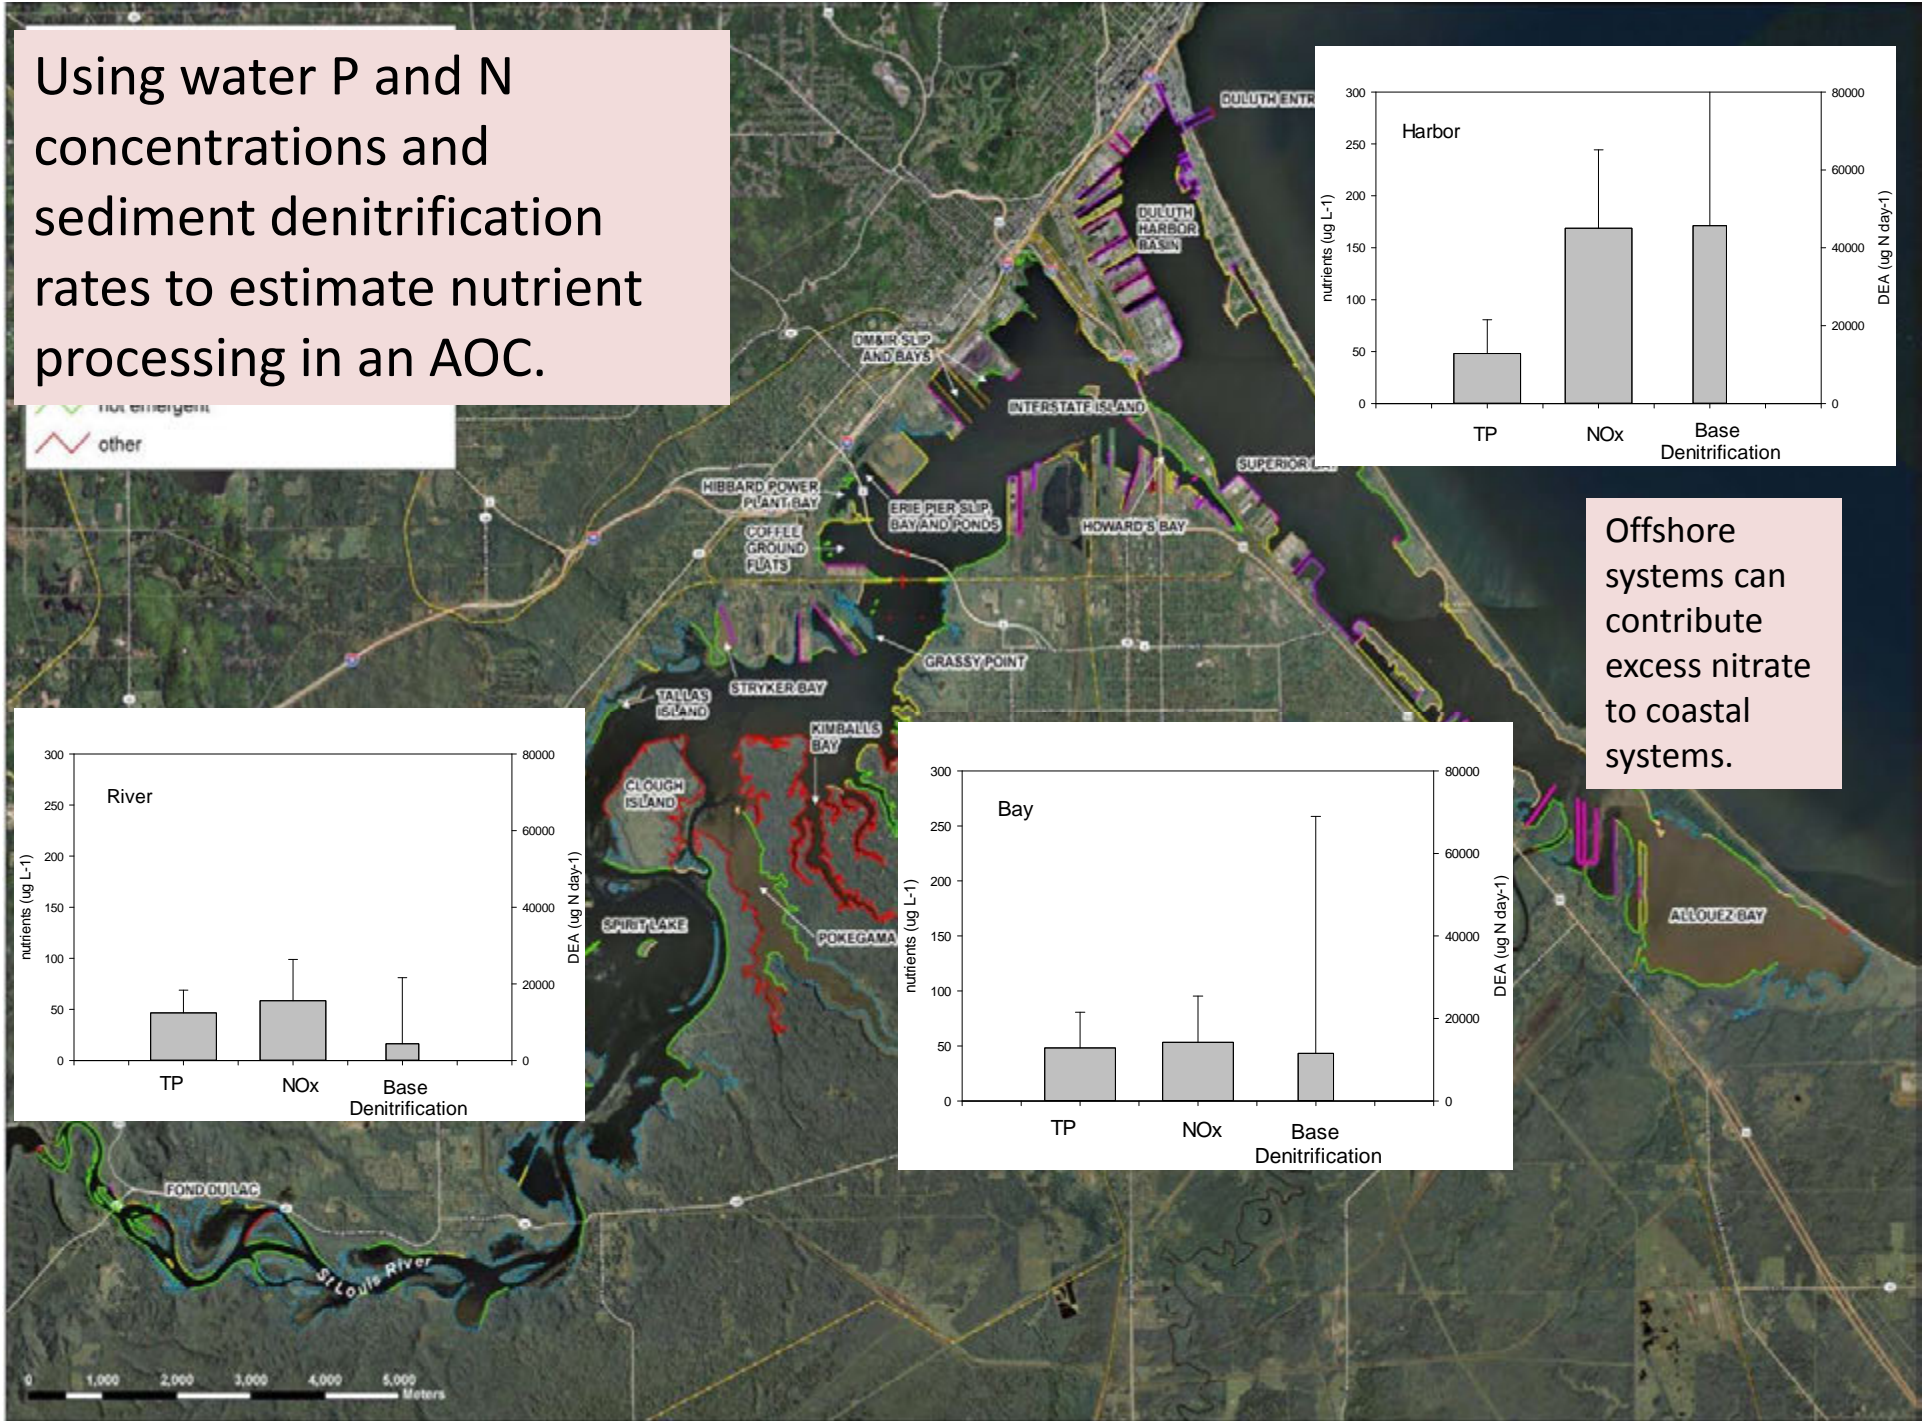 Using water P and N
concentrations and
sediment denitrification
rates to estimate nutrient
processing in an AOC.
not emergent
other
DULUTH ENTR
DULUTH
HARBOR
BASIN
DM&IR SLIP
AND BAYS
INTERSTATE ISLAND
SUPERIOR BAY
HIBBARD POWER
PLANT BAY
ERIE PIER SLIP,
BAY AND PONDS
HOWARD'S BAY
COFFEE
GROUND
FLATS
GRASSY POINT
STRYKER BAY
TALLAS
ISLAND
KIMBALLS
BAY
CLOUGH
ISLAND
SPIRIT LAKE
POKEGAMA
ALLOUEZ BAY
FOND DU LAC
St Louis River
0 1,000 2,000 3,000 4,000 5,000
Meters
Harbor
nutrients (ug L-1)
300
250
200
150
100
50
0
DEA (ug N day-1)
80000
60000
40000
20000
0
TP NOx Base
Denitrification
Offshore
systems can
contribute
excess nitrate
to coastal
systems.
River
nutrients (ug L-1)
300
250
200
150
100
50
0
DEA (ug N day-1)
80000
60000
40000
20000
0
TP NOx Base
Denitrification
Bay
nutrients (ug L-1)
300
250
200
150
100
50
0
DEA (ug N day-1)
80000
60000
40000
20000
0
TP NOx Base
Denitrification